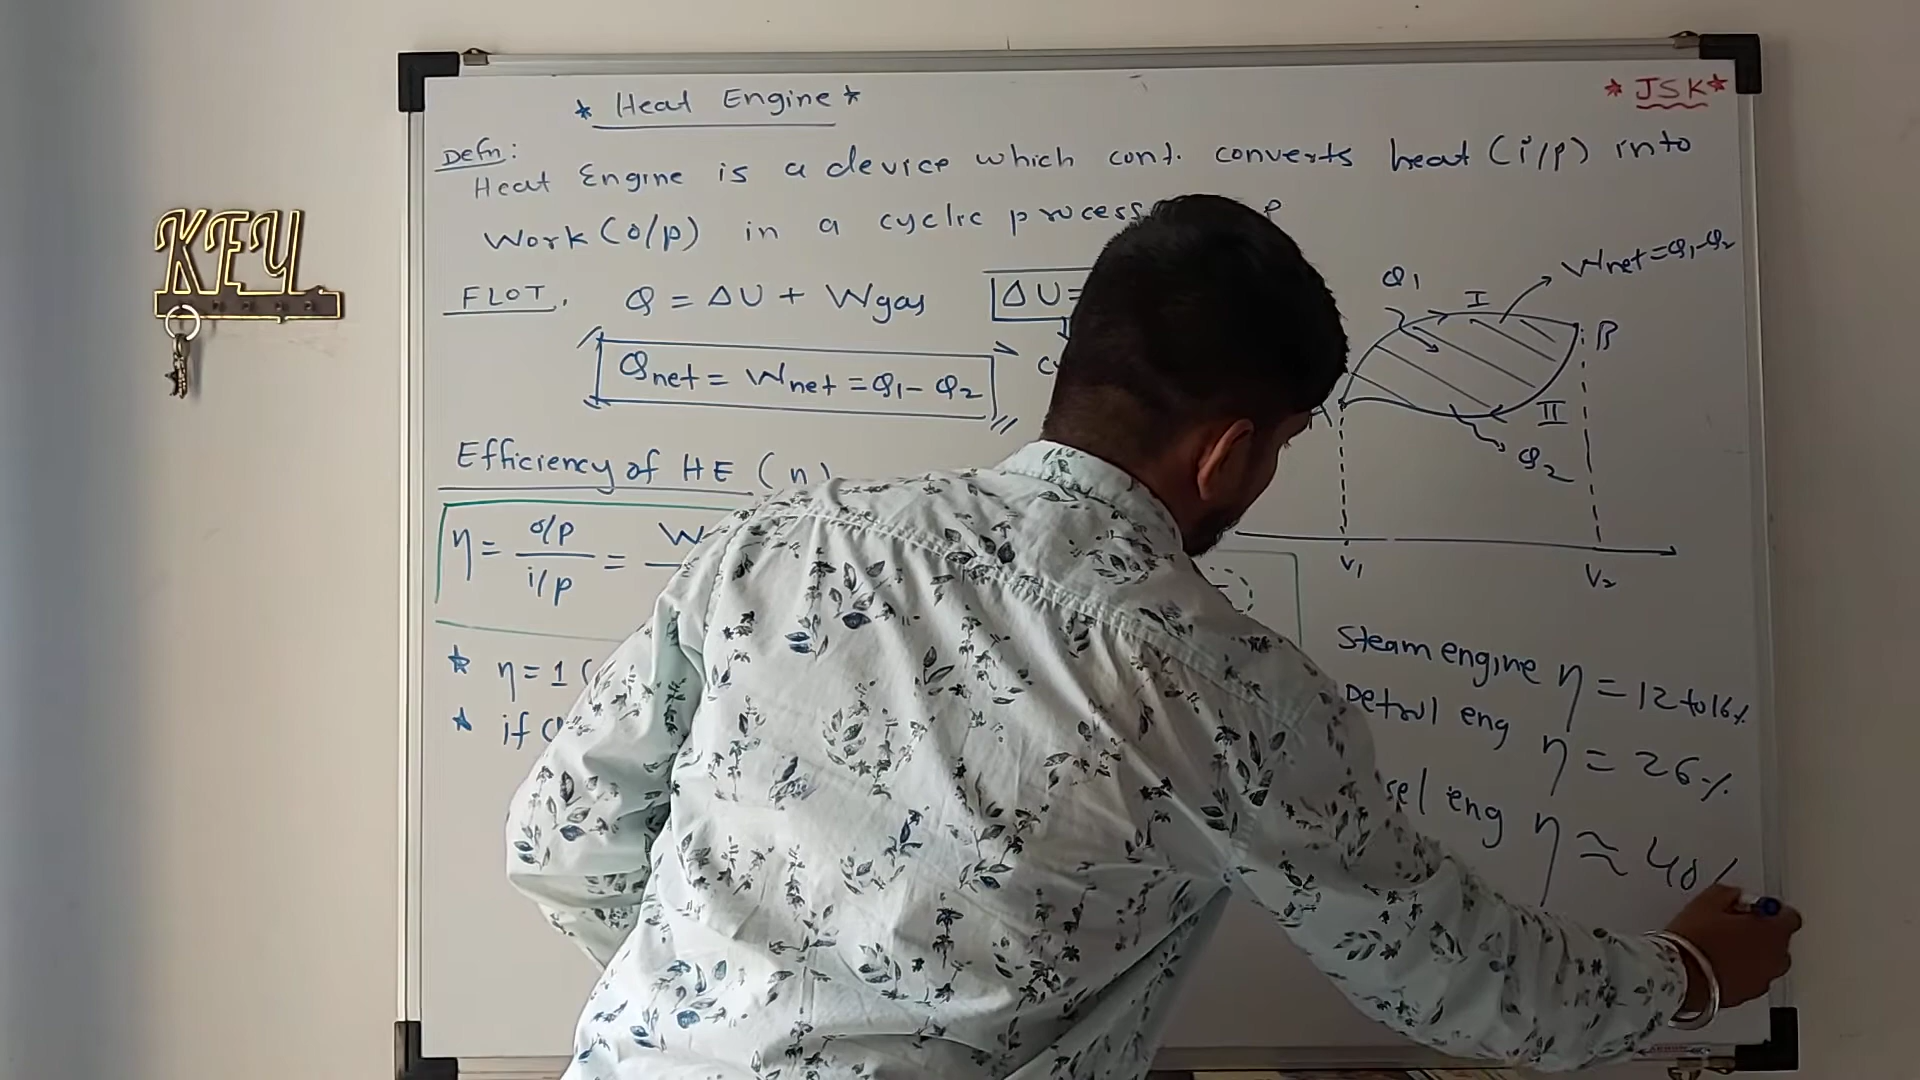 * Heat Engine *
* JSK *
Defn:
Heat Engine is a device which cont. converts heat (i/p) into
Work (o/p) in a cyclic process
P
FLOT. Q = ΔU + Wgas
ΔU=
Qnet = Wnet = Q1 - Q2
Q1
I
Wnet = Q1-Q2
B
II
Q2
V1
V2
Efficiency of HE (η)
η = o/p / i/p = W
* η = 1 (
* if Q
Steam engine η = 12 to 16%
Petrol eng η = 26%
sel eng η ≈ 40%
KEY